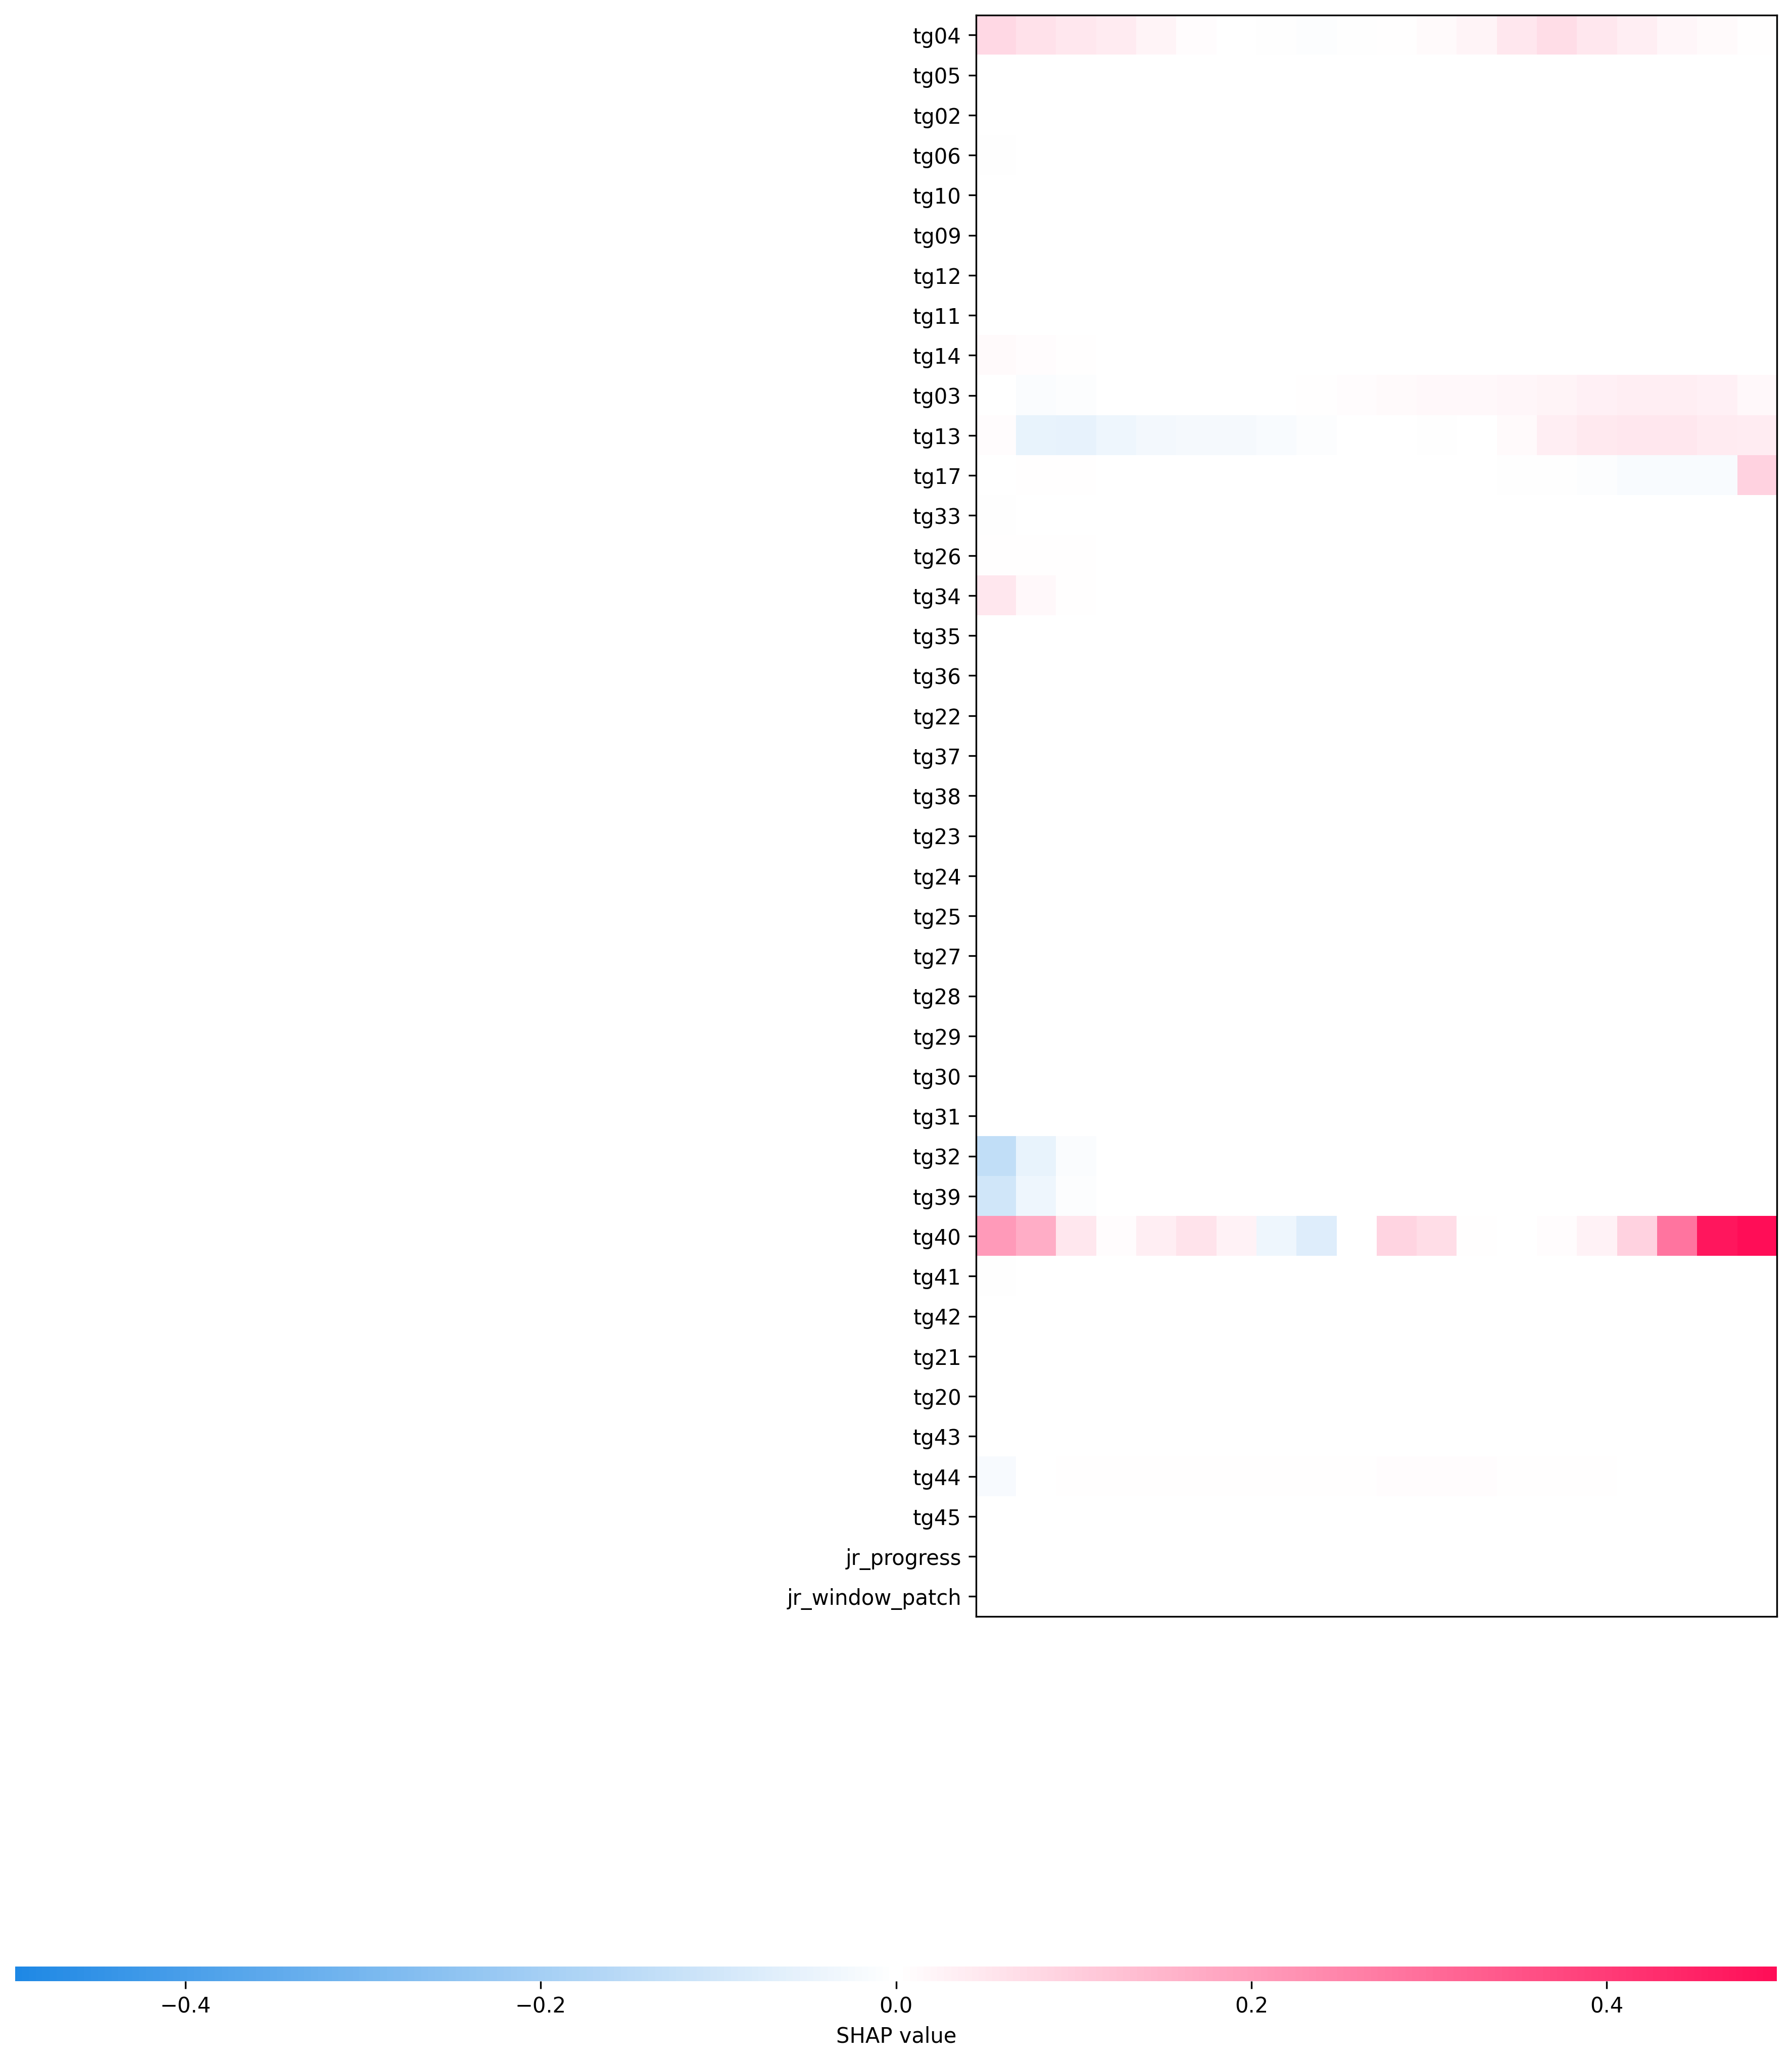 tg04
tg05
tg02
tg06
tg10
tg09
tg12
tg11
tg14
tg03
tg13
tg17
tg33
tg26
tg34
tg35
tg36
tg22
tg37
tg38
tg23
tg24
tg25
tg27
tg28
tg29
tg30
tg31
tg32
tg39
tg40
tg41
tg42
tg21
tg20
tg43
tg44
tg45
jr_progress
jr_window_patch
−0.4 −0.2 0.0 0.2 0.4
SHAP value